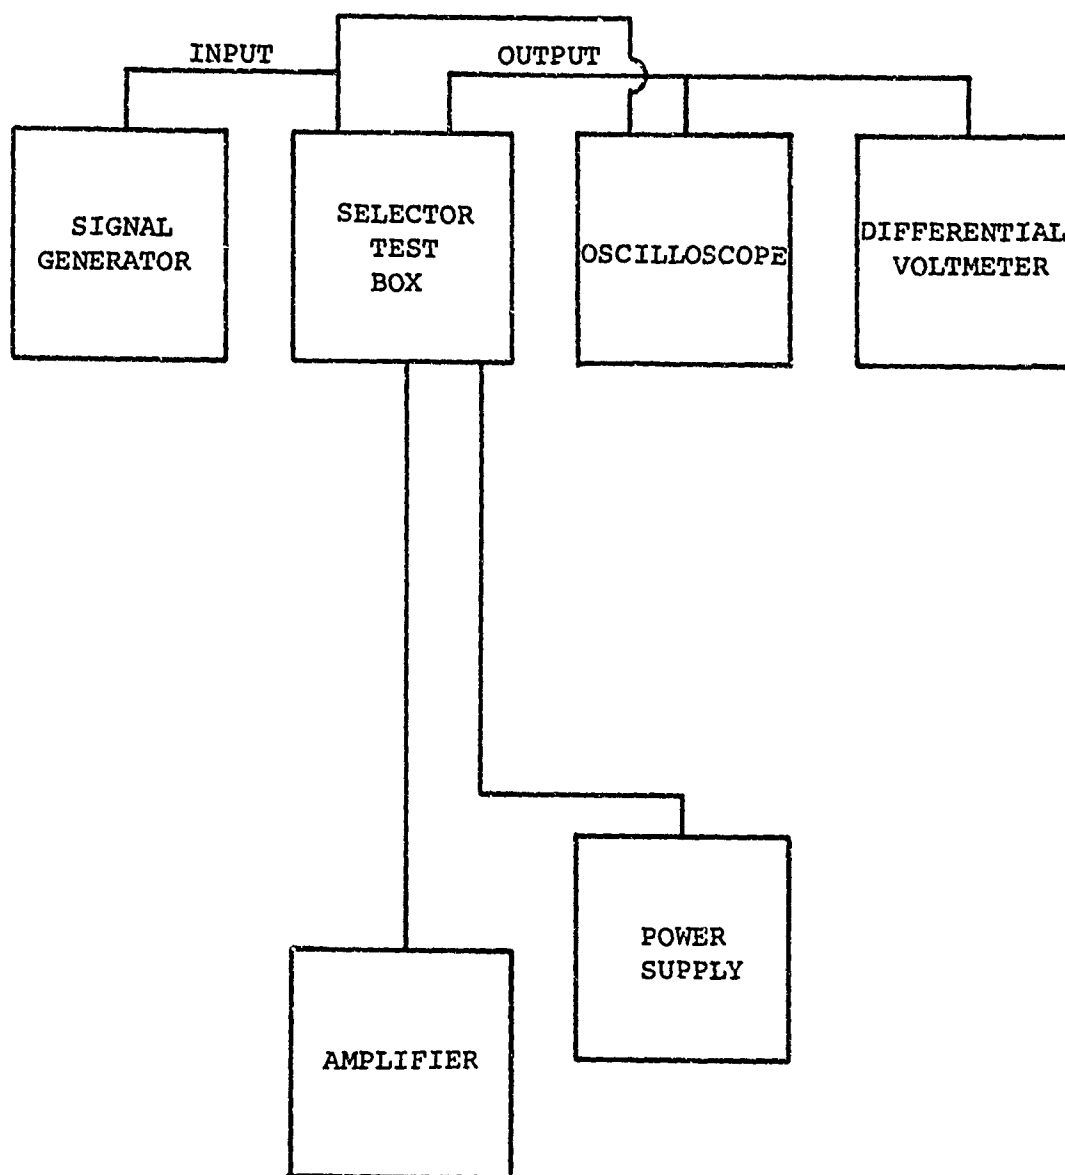 INPUT
OUTPUT
SIGNAL
GENERATOR
SELECTOR
TEST
BOX
OSCILLOSCOPE
DIFFERENTIAL
VOLTMETER
POWER
SUPPLY
AMPLIFIER